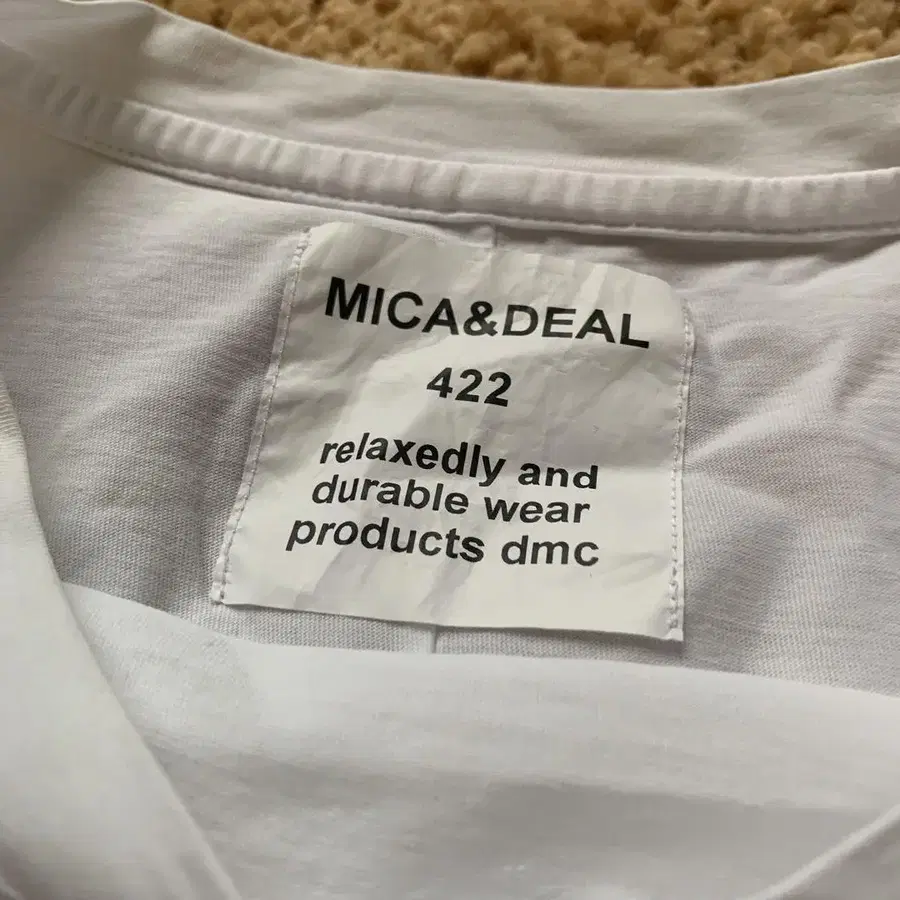 MICA&DEAL
422
relaxedly and
durable wear
products dmc